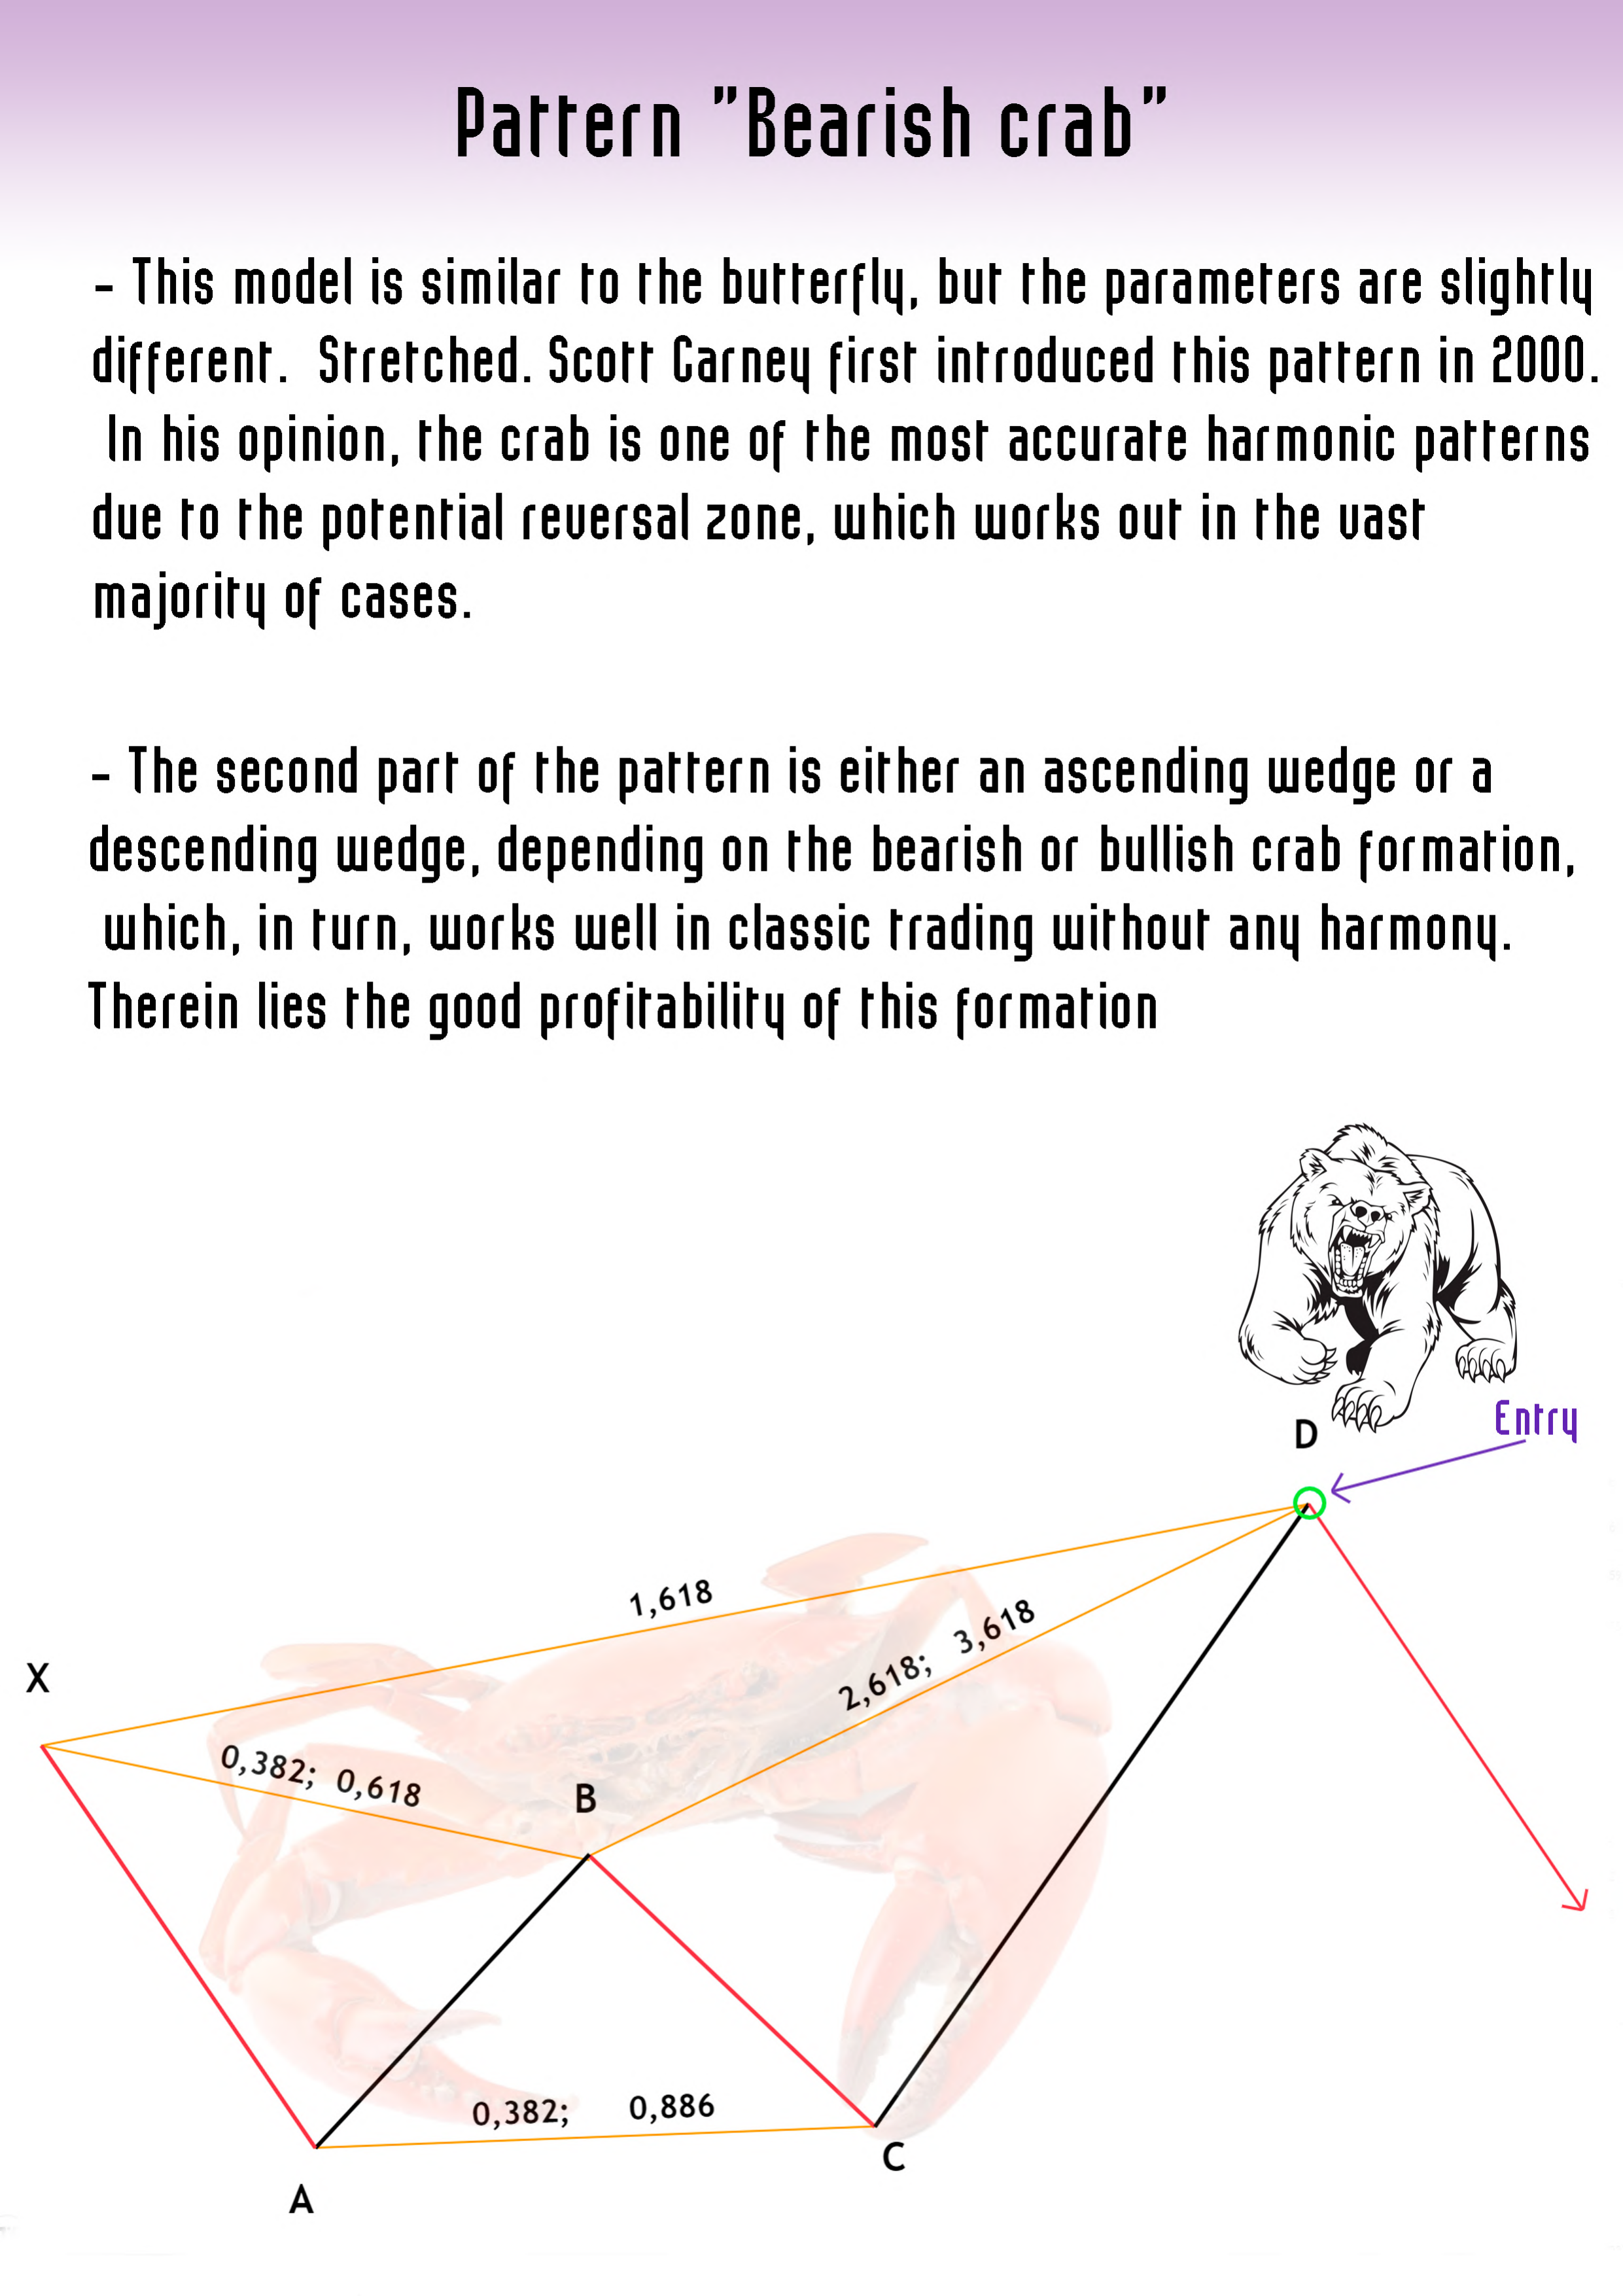 Pattern "Bearish crab"
- This model is similar to the butterfly, but the parameters are slightly
different. Stretched. Scott Carney first introduced this pattern in 2000.
In his opinion, the crab is one of the most accurate harmonic patterns
due to the potential reversal zone, which works out in the vast
majority of cases.
- The second part of the pattern is either an ascending wedge or a
descending wedge, depending on the bearish or bullish crab formation,
which, in turn, works well in classic trading without any harmony.
Therein lies the good profitability of this formation
Entry
D
1,618
2,618; 3,618
X
0,382; 0,618
B
0,382; 0,886
C
A